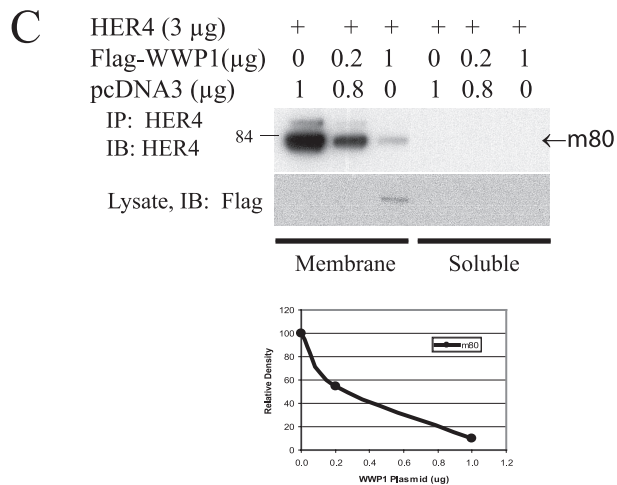 C
HER4 (3 µg) + + + + + +
Flag-WWP1(µg) 0 0.2 1 0 0.2 1
pcDNA3 (µg) 1 0.8 0 1 0.8 0
IP: HER4
IB: HER4
84
←m80
Lysate, IB: Flag
Membrane Soluble
120
100
80
60
40
20
0
Relative Density
m80
0.0 0.2 0.4 0.6 0.8 1.0 1.2
WWP1 Plasmid (ug)